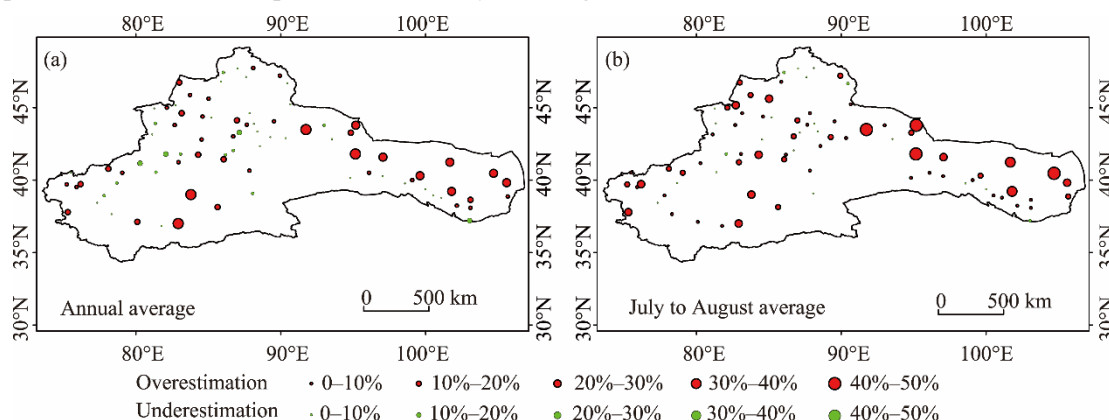 80°E 90°E 100°E 80°E 90°E 100°E
(a) (b)
45°N 45°N 45°N 45°N
40°N 40°N 40°N 40°N
35°N 35°N 35°N 35°N
30°N 30°N 30°N 30°N
0 500 km 0 500 km
Annual average July to August average
80°E 90°E 100°E 80°E 90°E 100°E
Overestimation 0–10% 10%–20% 20%–30% 30%–40% 40%–50%
Underestimation 0–10% 10%–20% 20%–30% 30%–40% 40%–50%